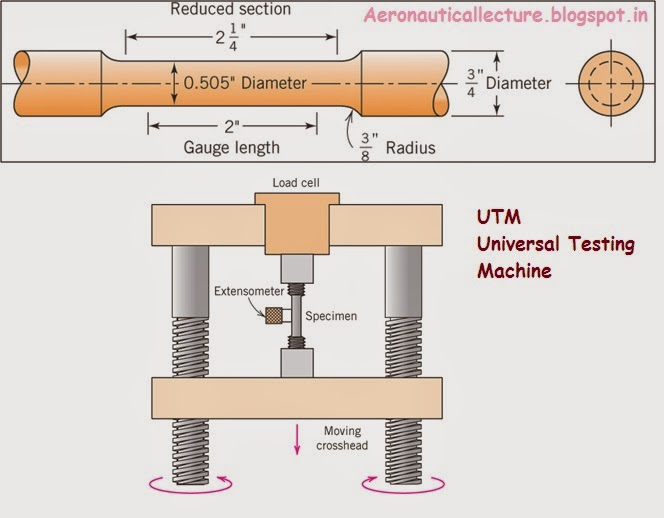 Reduced section
Aeronauticallecture.blogspot.in
2 1/4"
0.505" Diameter
3/4" Diameter
2"
Gauge length
3/8" Radius
Load cell
UTM
Universal Testing
Machine
Extensometer
Specimen
Moving
crosshead